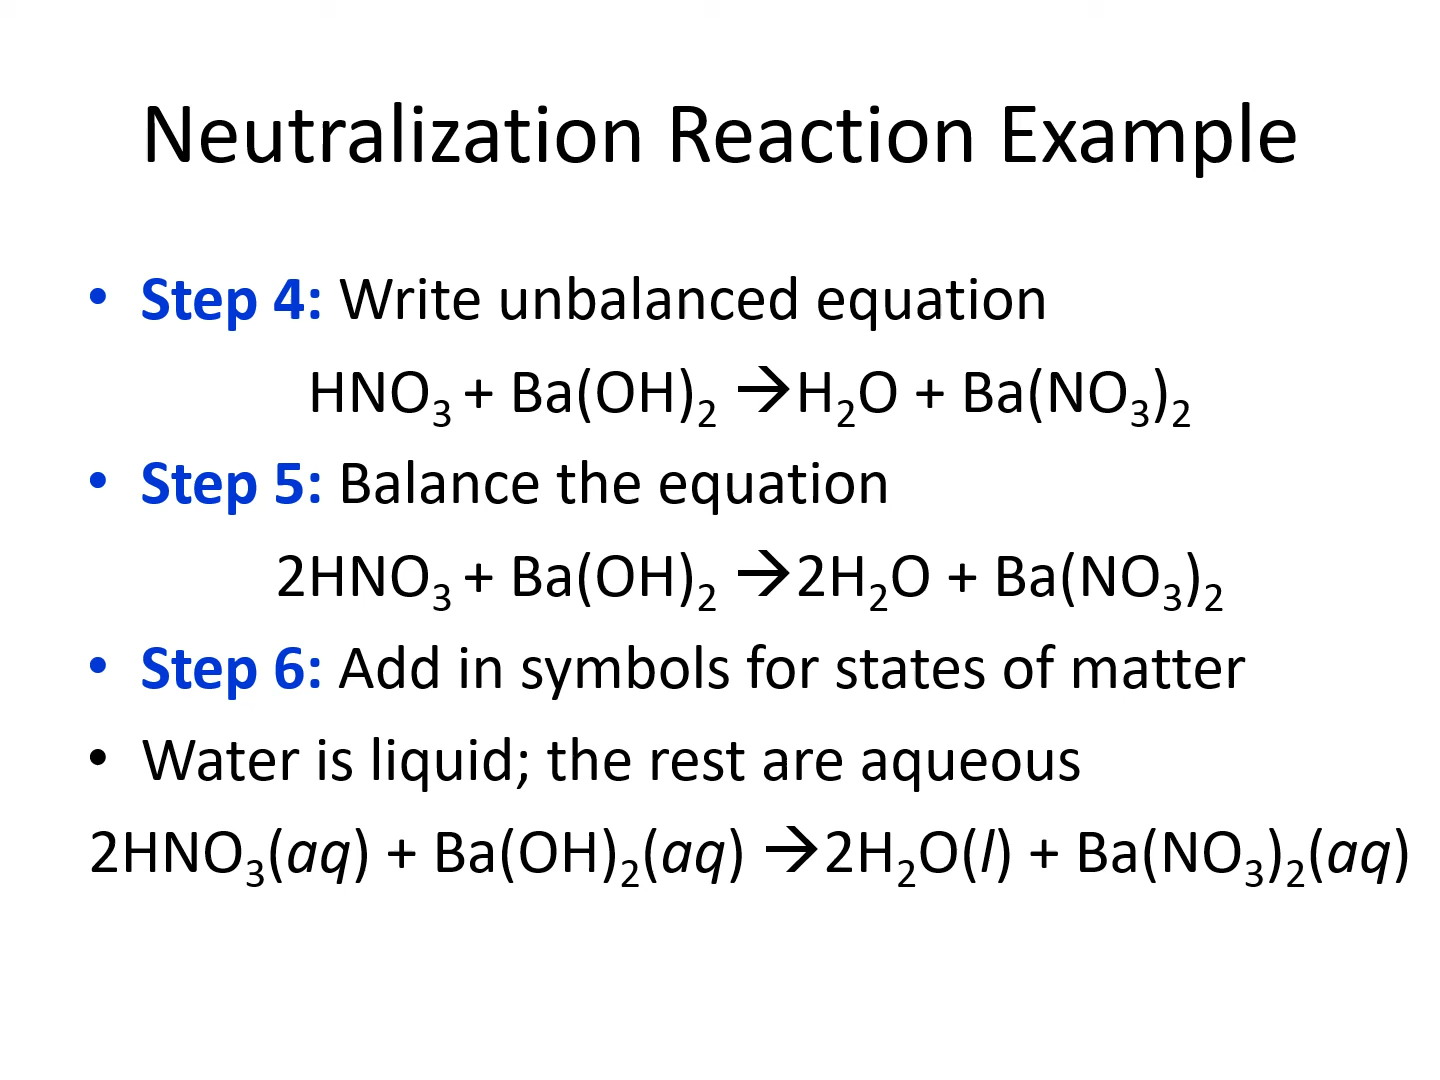 Neutralization Reaction Example
• Step 4: Write unbalanced equation
HNO₃ + Ba(OH)₂ →H₂O + Ba(NO₃)₂
• Step 5: Balance the equation
2HNO₃ + Ba(OH)₂ →2H₂O + Ba(NO₃)₂
• Step 6: Add in symbols for states of matter
• Water is liquid; the rest are aqueous
2HNO₃(aq) + Ba(OH)₂(aq) →2H₂O(l) + Ba(NO₃)₂(aq)